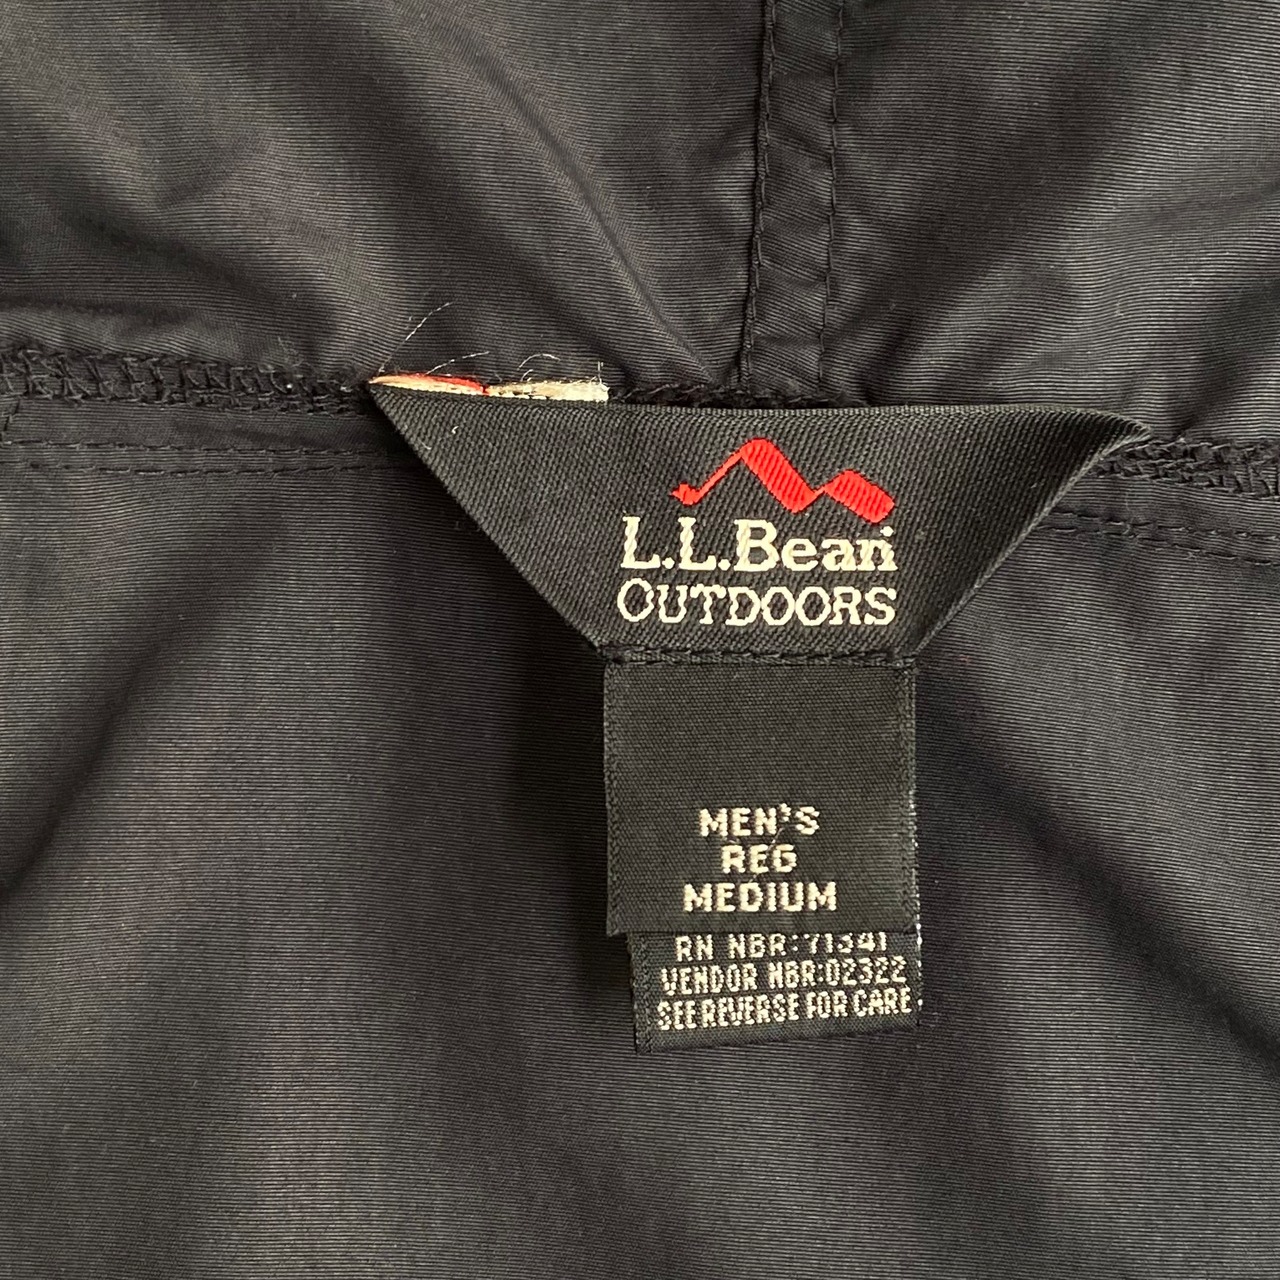 L.L.Bean
OUTDOORS
MEN'S
REG
MEDIUM
RN NBR:71341
VENDOR NBR:02322
SEE REVERSE FOR CARE